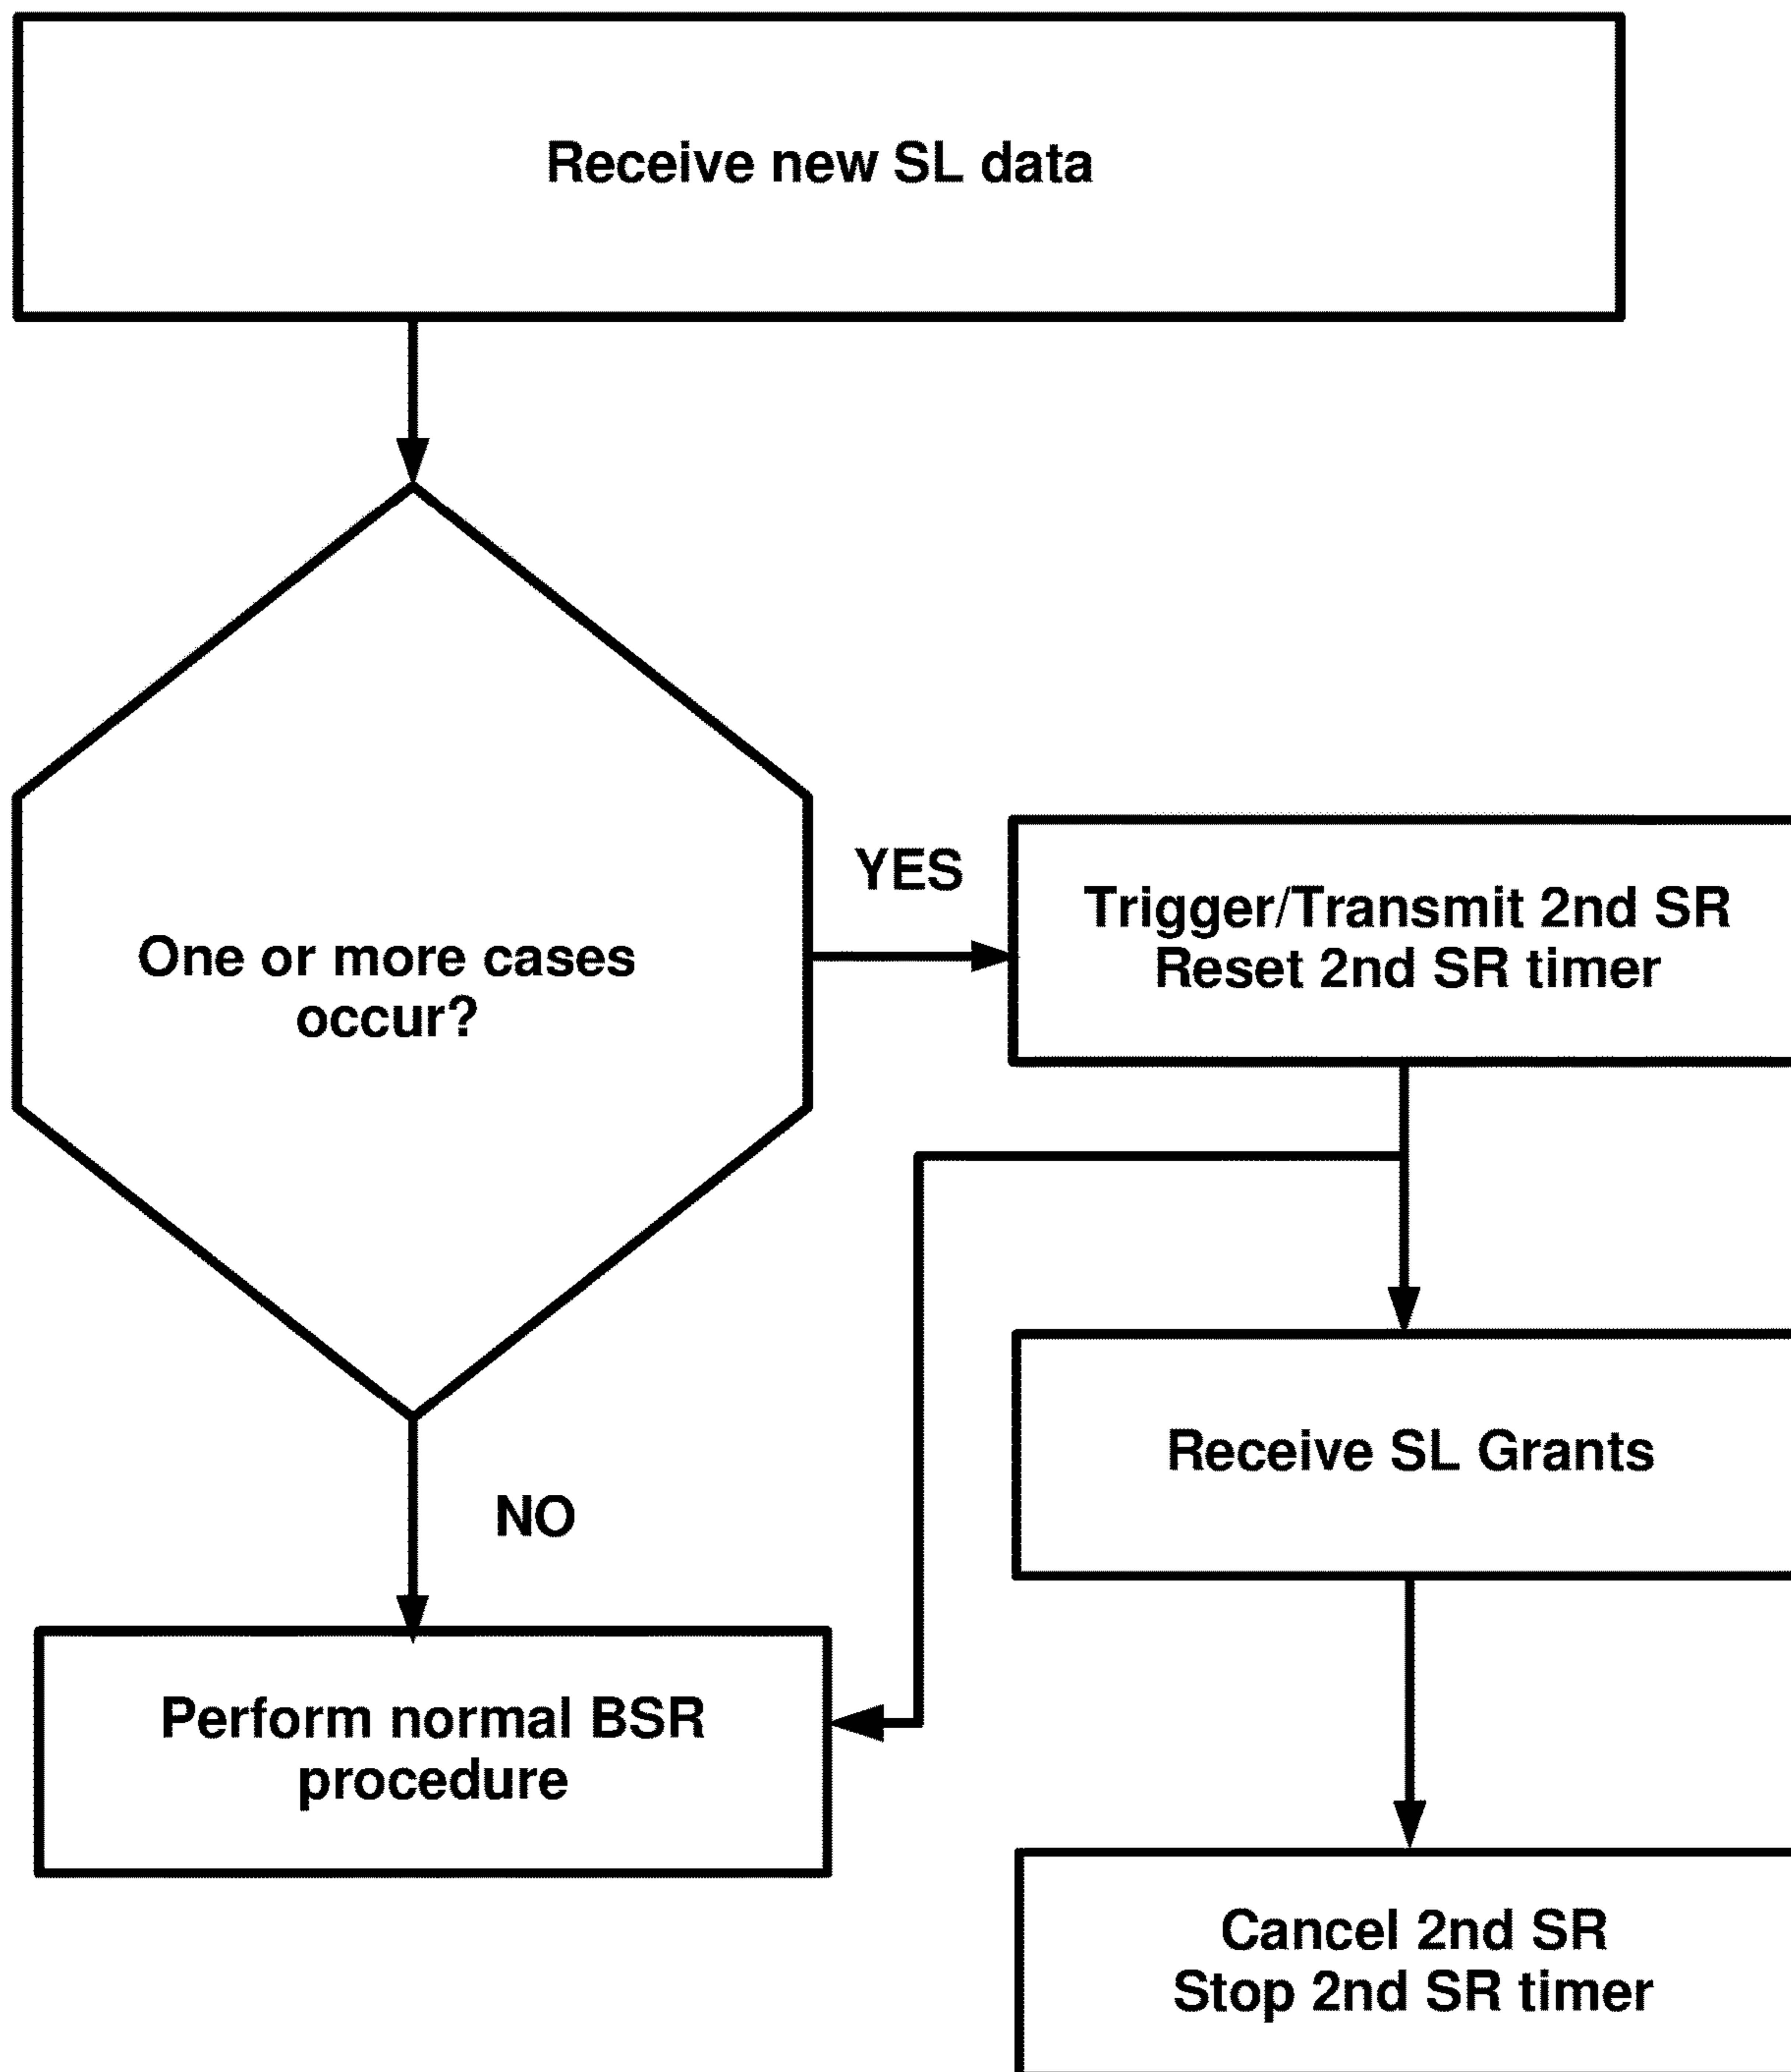 Receive new SL data
One or more cases
occur?
YES
Trigger/Transmit 2nd SR
Reset 2nd SR timer
Receive SL Grants
NO
Perform normal BSR
procedure
Cancel 2nd SR
Stop 2nd SR timer